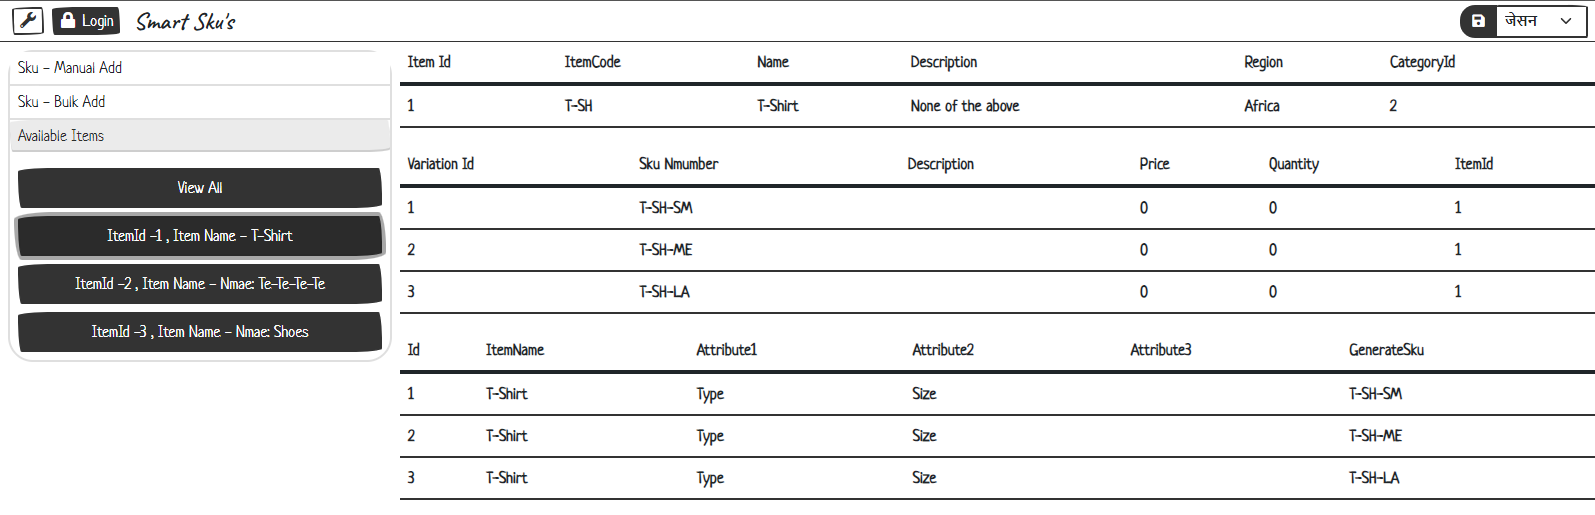 Login Smart Sku's जेसन
Sku - Manual Add
Sku - Bulk Add
Available Items
View All
ItemId -1 , Item Name - T-Shirt
ItemId -2 , Item Name - Nmae: Te-Te-Te-Te
ItemId -3 , Item Name - Nmae: Shoes
Item Id ItemCode Name Description Region CategoryId
1 T-SH T-Shirt None of the above Africa 2
Variation Id Sku Nmumber Description Price Quantity ItemId
1 T-SH-SM 0 0 1
2 T-SH-ME 0 0 1
3 T-SH-LA 0 0 1
Id ItemName Attribute1 Attribute2 Attribute3 GenerateSku
1 T-Shirt Type Size T-SH-SM
2 T-Shirt Type Size T-SH-ME
3 T-Shirt Type Size T-SH-LA